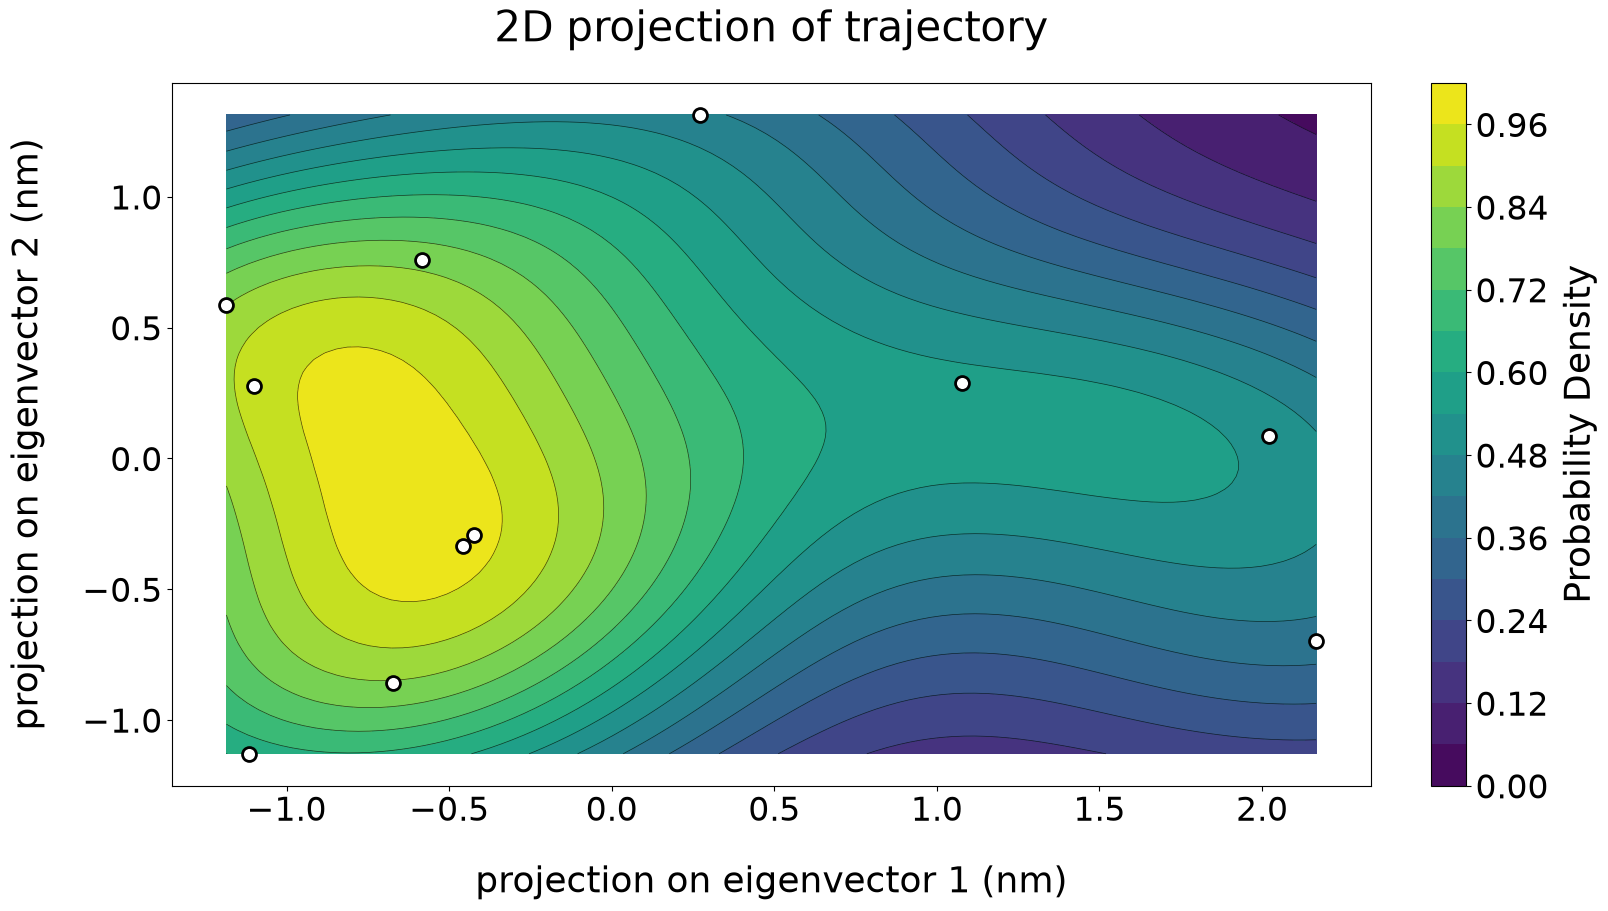 2D projection of trajectory
projection on eigenvector 2 (nm)
1.0
0.5
0.0
−0.5
−1.0
−1.0 −0.5 0.0 0.5 1.0 1.5 2.0
projection on eigenvector 1 (nm)
0.96
0.84
0.72
0.60
0.48
0.36
0.24
0.12
0.00
Probability Density